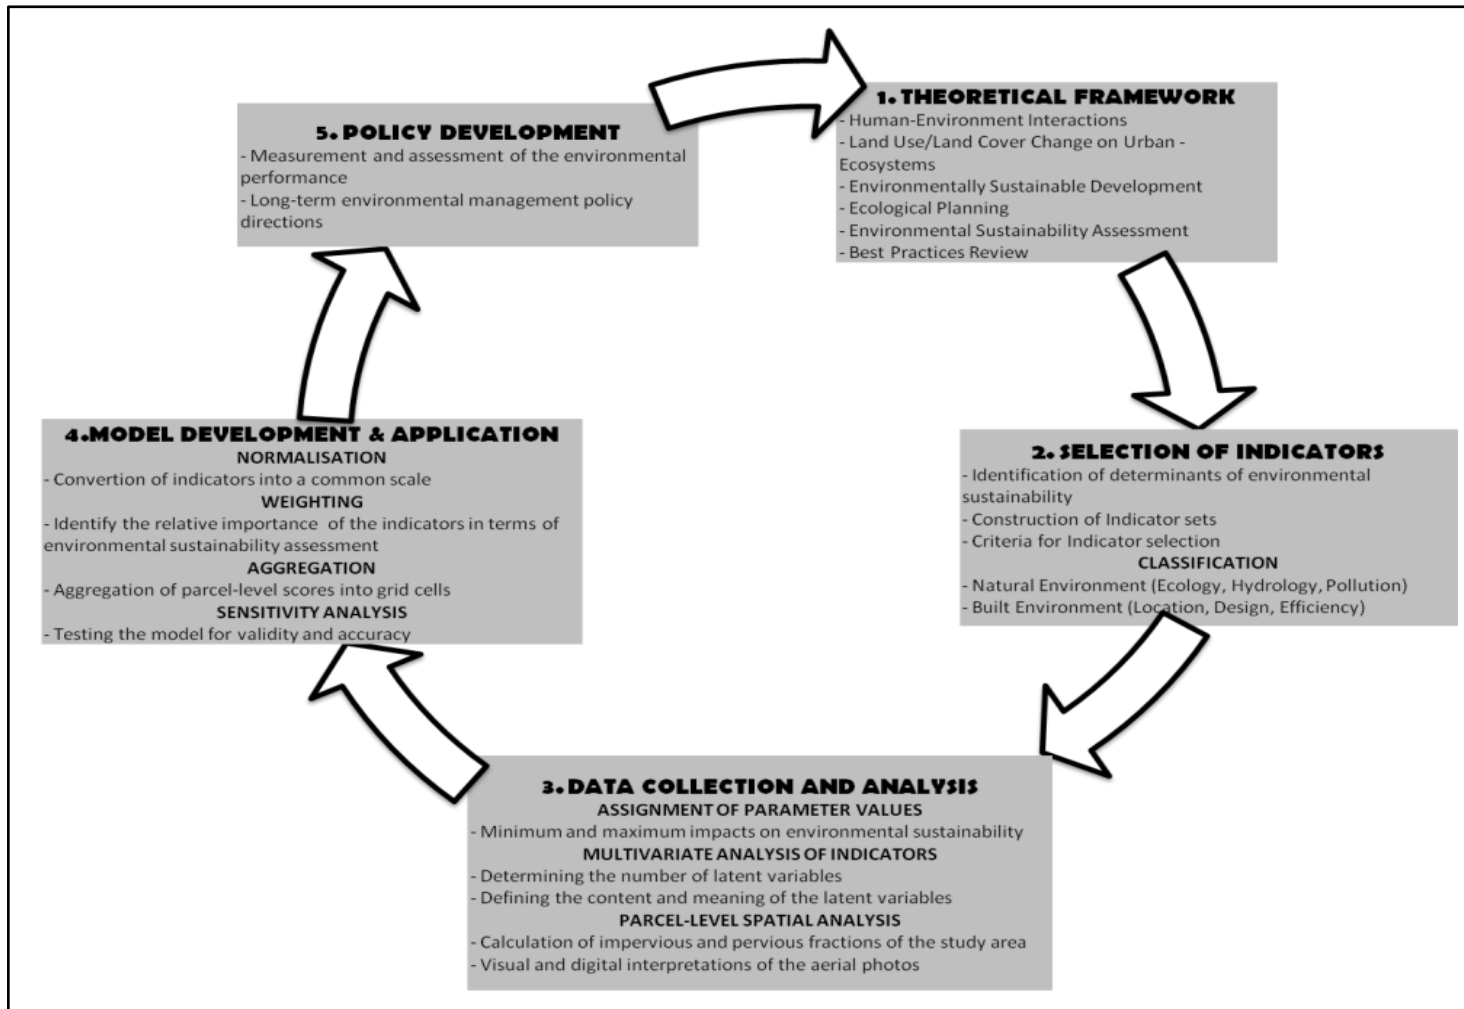 1. THEORETICAL FRAMEWORK
- Human-Environment Interactions
- Land Use/Land Cover Change on Urban -
Ecosystems
- Environmentally Sustainable Development
- Ecological Planning
- Environmental Sustainability Assessment
- Best Practices Review
2. SELECTION OF INDICATORS
- Identification of determinants of environmental
sustainability
- Construction of Indicator sets
- Criteria for Indicator selection
CLASSIFICATION
- Natural Environment (Ecology, Hydrology, Pollution)
- Built Environment (Location, Design, Efficiency)
3. DATA COLLECTION AND ANALYSIS
ASSIGNMENT OF PARAMETER VALUES
- Minimum and maximum impacts on environmental sustainability
MULTIVARIATE ANALYSIS OF INDICATORS
- Determining the number of latent variables
- Defining the content and meaning of the latent variables
PARCEL-LEVEL SPATIAL ANALYSIS
- Calculation of impervious and pervious fractions of the study area
- Visual and digital interpretations of the aerial photos
4.MODEL DEVELOPMENT & APPLICATION
NORMALISATION
- Convertion of indicators into a common scale
WEIGHTING
- Identify the relative importance of the indicators in terms of
environmental sustainability assessment
AGGREGATION
- Aggregation of parcel-level scores into grid cells
SENSITIVITY ANALYSIS
- Testing the model for validity and accuracy
5. POLICY DEVELOPMENT
- Measurement and assessment of the environmental
performance
- Long-term environmental management policy
directions